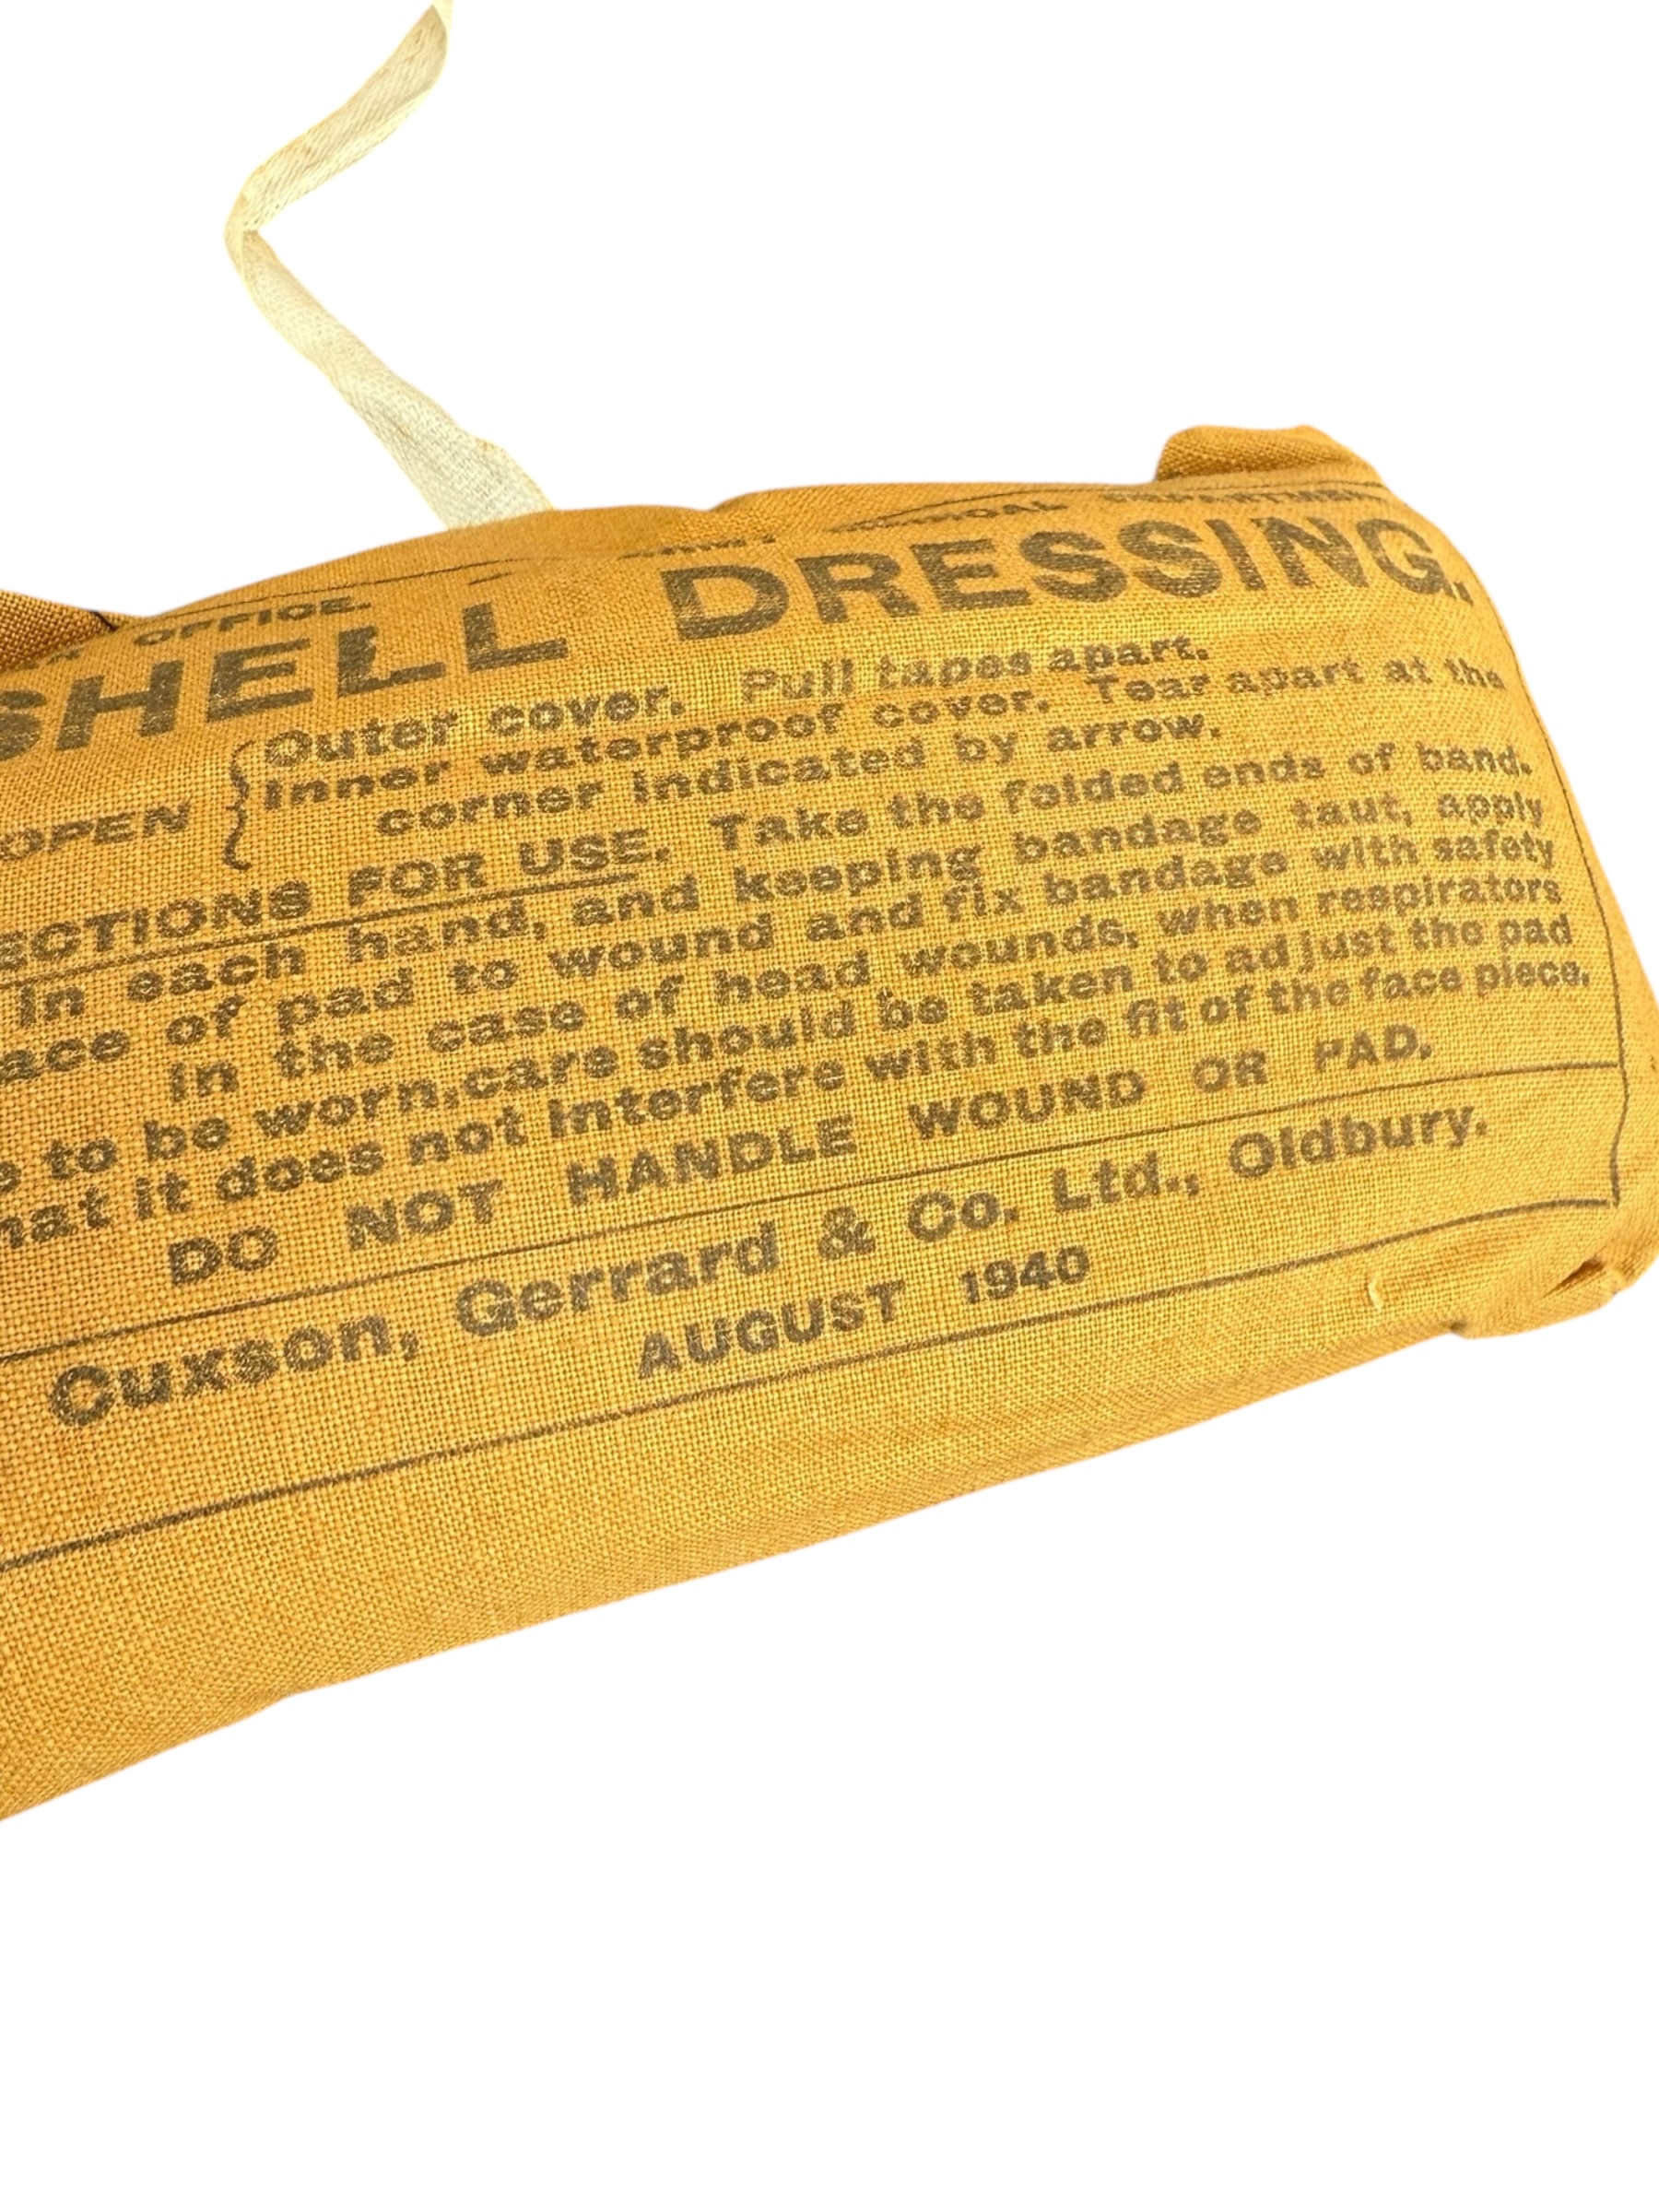 OFFICE. MEDICAL DEPARTMENT
SHELL DRESSING.
Outer cover. Pull tapes apart.
OPEN { Inner waterproof cover. Tear apart at the
corner indicated by arrow.
ECTIONS FOR USE. Take the folded ends of band.
in each hand, and keeping bandage taut, apply
ace of pad to wound and fix bandage with safety
In the case of head wounds, when respirators
e to be worn, care should be taken to adjust the pad
hat it does not interfere with the fit of the face piece.
DO NOT HANDLE WOUND OR PAD.
Cuxson, Gerrard & Co. Ltd., Oldbury.
AUGUST 1940